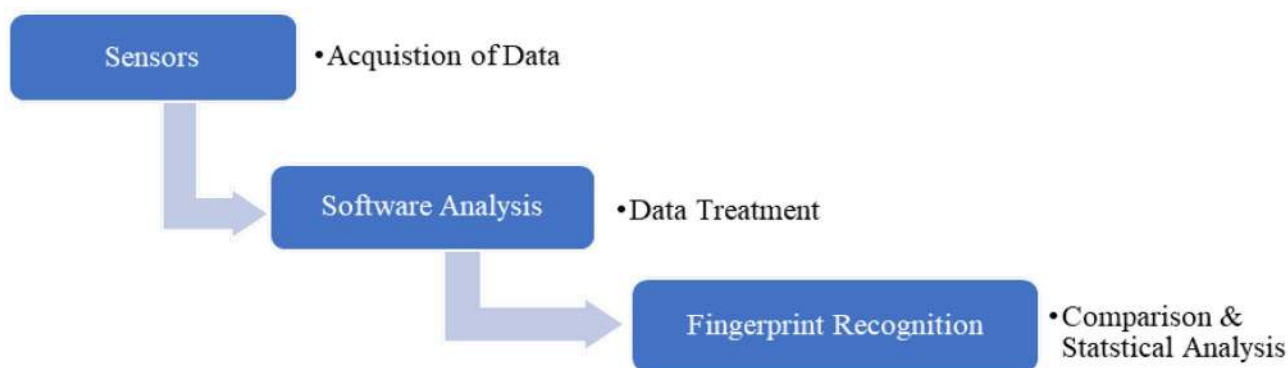 Sensors
•Acquistion of Data
Software Analysis
•Data Treatment
Fingerprint Recognition
•Comparison &
Statstical Analysis